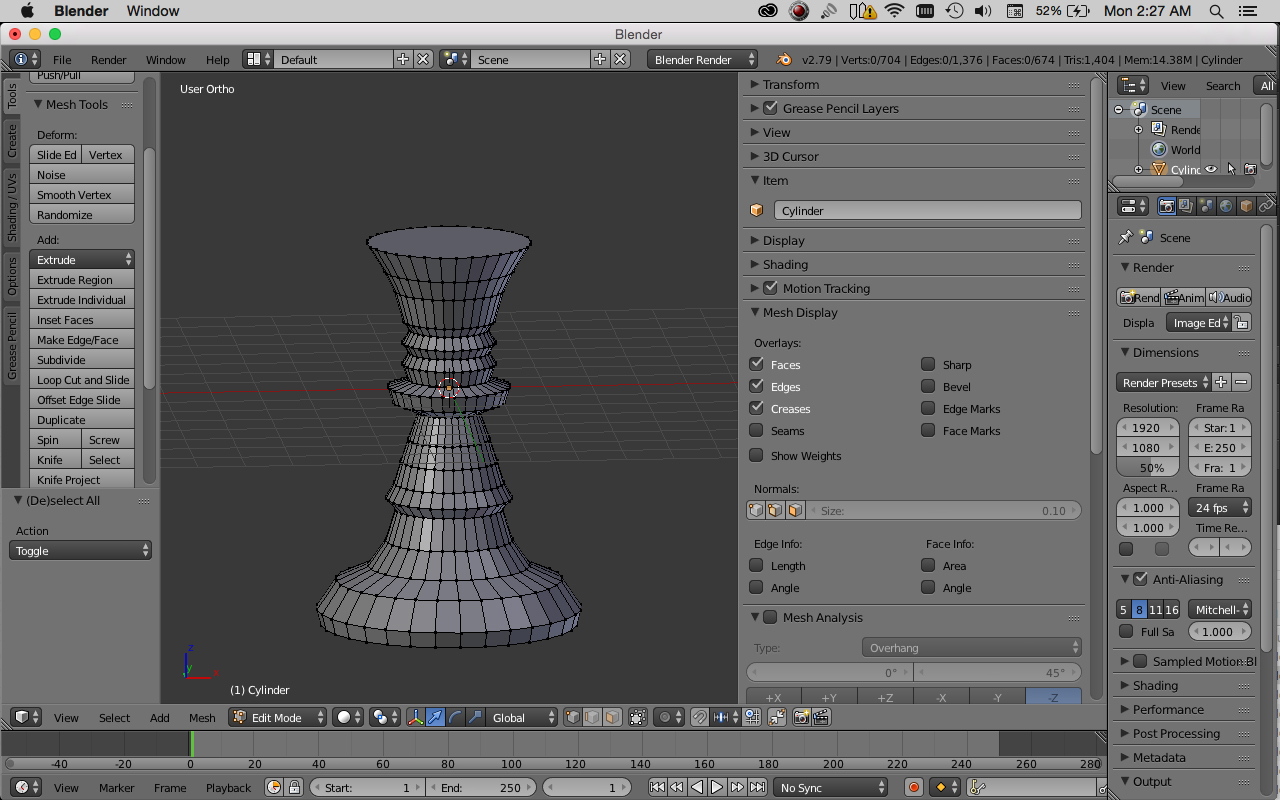 Blender Window 52% Mon 2:27 AM
Blender
File Render Window Help Default Scene Blender Render v2.79 | Verts:0/704 | Edges:0/1,376 | Faces:0/674 | Tris:1,404 | Mem:14.38M | Cylinder
Tools
Create
Shading / UVs
Options
Grease Pencil
Push/Pull
Mesh Tools
Deform:
Slide Ed Vertex
Noise
Smooth Vertex
Randomize
Add:
Extrude
Extrude Region
Extrude Individual
Inset Faces
Make Edge/Face
Subdivide
Loop Cut and Slide
Offset Edge Slide
Duplicate
Spin Screw
Knife Select
Knife Project
(De)select All
Action
Toggle
User Ortho
z
y
x
(1) Cylinder
Transform
Grease Pencil Layers
View
3D Cursor
Item
Cylinder
Display
Shading
Motion Tracking
Mesh Display
Overlays:
Faces Sharp
Edges Bevel
Creases Edge Marks
Seams Face Marks
Show Weights
Normals:
Size: 0.10
Edge Info: Face Info:
Length Area
Angle Angle
Mesh Analysis
Type: Overhang
0° 45°
+X +Y +Z -X -Y -Z
View Search All
Scene
Rende
World
Cylind
Scene
Render
Rend Anim Audio
Displa Image Ed
Dimensions
Render Presets
Resolution: Frame Ra
1920 Star: 1
1080 E: 250
50% Fra: 1
Aspect R... Frame Ra
1.000 24 fps
1.000 Time Re...
Anti-Aliasing
5 8 11 16 Mitchell-
Full Sa 1.000
Sampled Motion Bl
Shading
Performance
Post Processing
Metadata
Output
View Select Add Mesh Edit Mode Global
-40 -20 0 20 40 60 80 100 120 140 160 180 200 220 240 260 280
View Marker Frame Playback Start: 1 End: 250 1 No Sync